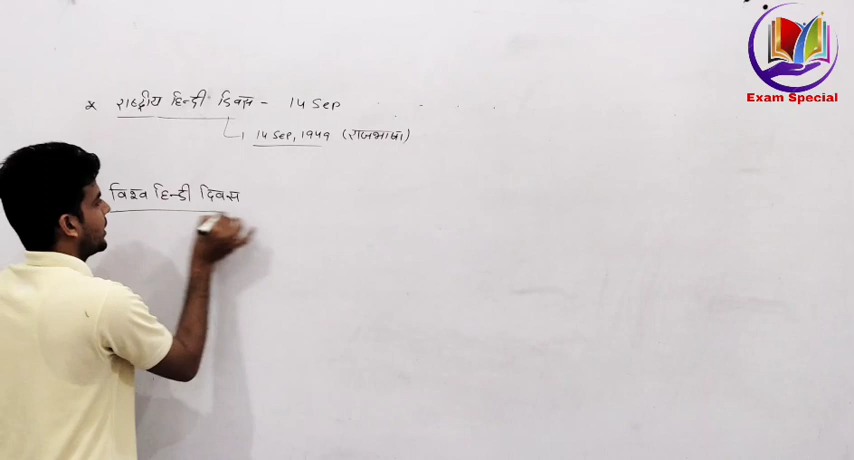 Exam Special
* राष्ट्रीय हिन्दी दिवस - 14 Sep
14 Sep, 1949 (राजभाषा)
विश्व हिन्दी दिवस